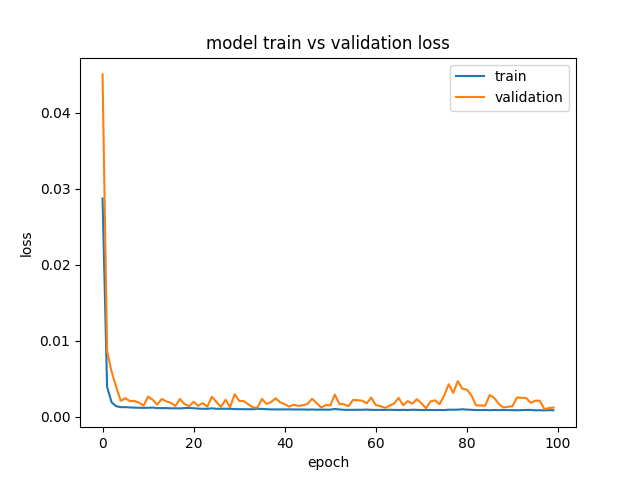 model train vs validation loss
train
validation
0.04
0.03
0.02
0.01
0.00
loss
0 20 40 60 80 100
epoch